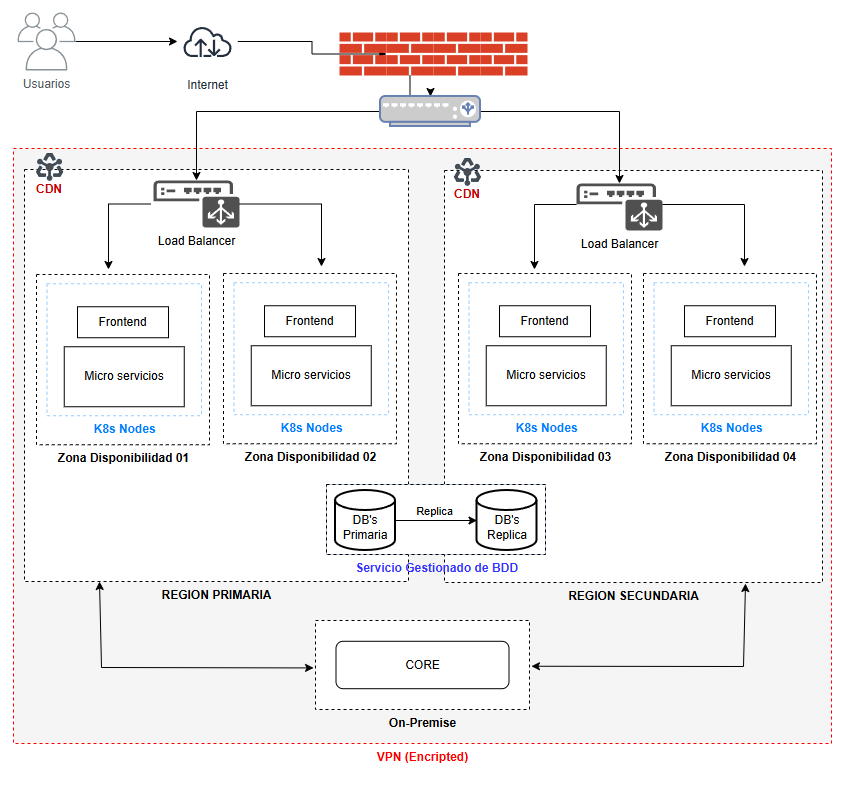 Usuarios
Internet
CDN
CDN
Load Balancer
Load Balancer
Frontend
Frontend
Frontend
Frontend
Micro servicios
Micro servicios
Micro servicios
Micro servicios
K8s Nodes
K8s Nodes
K8s Nodes
K8s Nodes
Zona Disponibilidad 01
Zona Disponibilidad 02
Zona Disponibilidad 03
Zona Disponibilidad 04
DB's
Primaria
Replica
DB's
Replica
Servicio Gestionado de BDD
REGION PRIMARIA
REGION SECUNDARIA
CORE
On-Premise
VPN (Encripted)